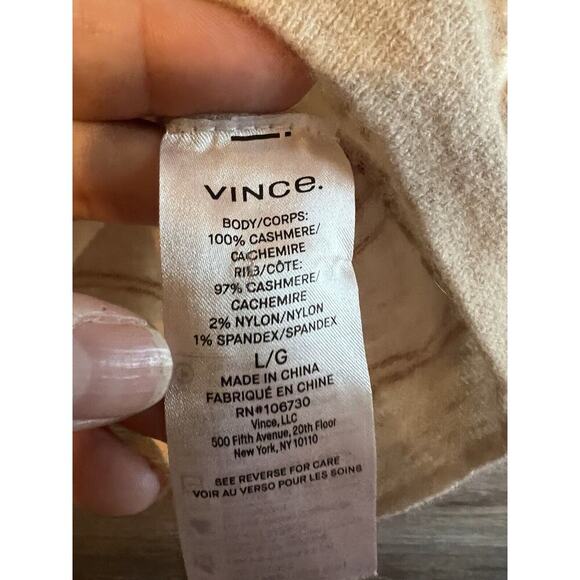 VINCE.
BODY/CORPS:
100% CASHMERE/
CACHEMIRE
RIB/CÔTE:
97% CASHMERE/
CACHEMIRE
2% NYLON/NYLON
1% SPANDEX/SPANDEX
L/G
MADE IN CHINA
FABRIQUÉ EN CHINE
RN#106730
Vince, LLC
500 Fifth Avenue, 20th Floor
New York, NY 10110
SEE REVERSE FOR CARE
VOIR AU VERSO POUR LES SOINS